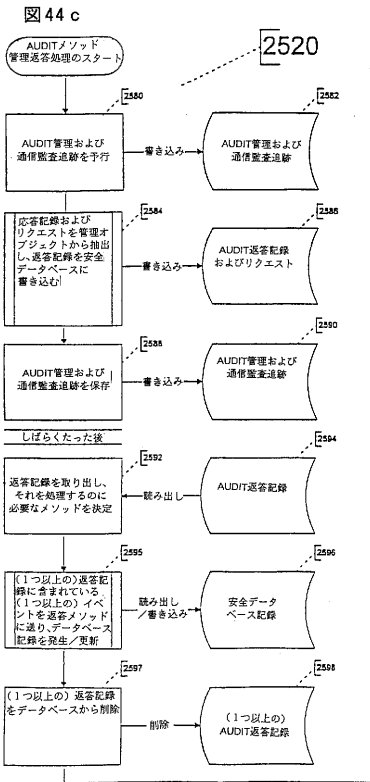 図44 c
2520
AUDITメソッド
管理返答処理のスタート
2580
AUDIT管理および
通信監査追跡を予行
書き込み
2582
AUDIT管理および
通信監査追跡
2584
応答記録および
リクエストを管理オ
ブジェクトから抽出
し、返答記録を安全
データベースに
書き込む
書き込み
2586
AUDIT返答記録
およびリクエスト
2588
AUDIT管理および
通信監査追跡を保存
書き込み
2590
AUDIT管理および
通信監査追跡
しばらくたった後
2592
返答記録を取り出し、
それを処理するのに
必要なメソッドを決定
読み出し
2594
AUDIT返答記録
2595
(1つ以上の)返答記
録に含まれている
(1つ以上の)イベ
ントを返答メソッド
に送り、データベース
記録を発生/更新
読み出し
/書き込み
2596
安全データ
ベース記録
2597
(1つ以上の) 返答記録
をデータベースから削除
削除
2598
(1つ以上の)
AUDIT返答記録